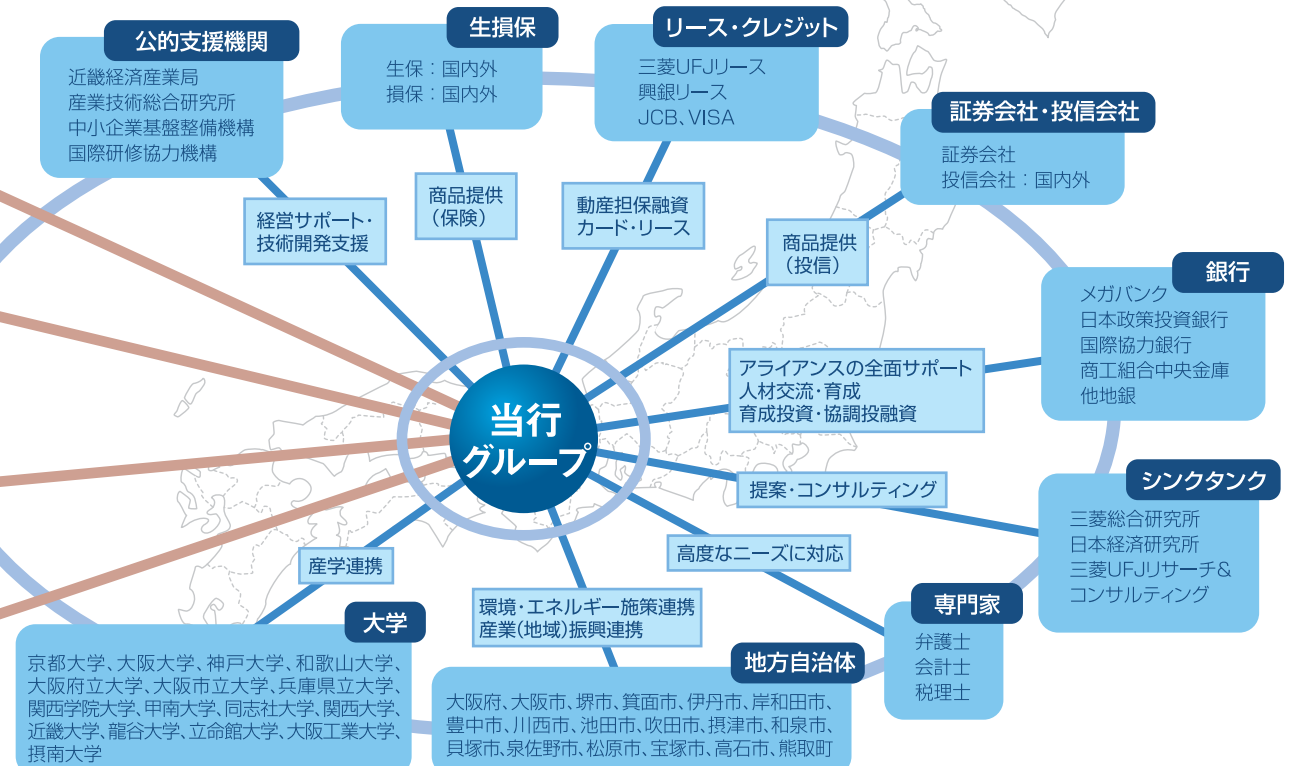 公的支援機関
近畿経済産業局
産業技術総合研究所
中小企業基盤整備機構
国際研修協力機構
生損保
生保：国内外
損保：国内外
リース・クレジット
三菱UFJリース
興銀リース
JCB、VISA
証券会社・投信会社
証券会社
投信会社：国内外
経営サポート・
技術開発支援
商品提供
（保険）
動産担保融資
カード・リース
商品提供
（投信）
銀行
メガバンク
日本政策投資銀行
国際協力銀行
商工組合中央金庫
他地銀
アライアンスの全面サポート
人材交流・育成
育成投資・協調投融資
当行
グループ
提案・コンサルティング
シンクタンク
三菱総合研究所
日本経済研究所
三菱UFJリサーチ&
コンサルティング
高度なニーズに対応
産学連携
環境・エネルギー施策連携
産業（地域）振興連携
専門家
弁護士
会計士
税理士
大学
京都大学、大阪大学、神戸大学、和歌山大学、
大阪府立大学、大阪市立大学、兵庫県立大学、
関西学院大学、甲南大学、同志社大学、関西大学、
近畿大学、龍谷大学、立命館大学、大阪工業大学、
摂南大学
地方自治体
大阪府、大阪市、堺市、箕面市、伊丹市、岸和田市、
豊中市、川西市、池田市、吹田市、摂津市、和泉市、
貝塚市、泉佐野市、松原市、宝塚市、高石市、熊取町